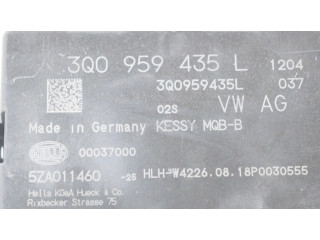 3Q0 959 435 L 1204
3Q0959435L 037
02S VW AG
Made in Germany KESSY MQB-B
HELLA 00037000
5ZA011460 -25 HLH-W4226.08.18P0030555
Hella KGaA Hueck & Co.
Rixbecker Strasse 75